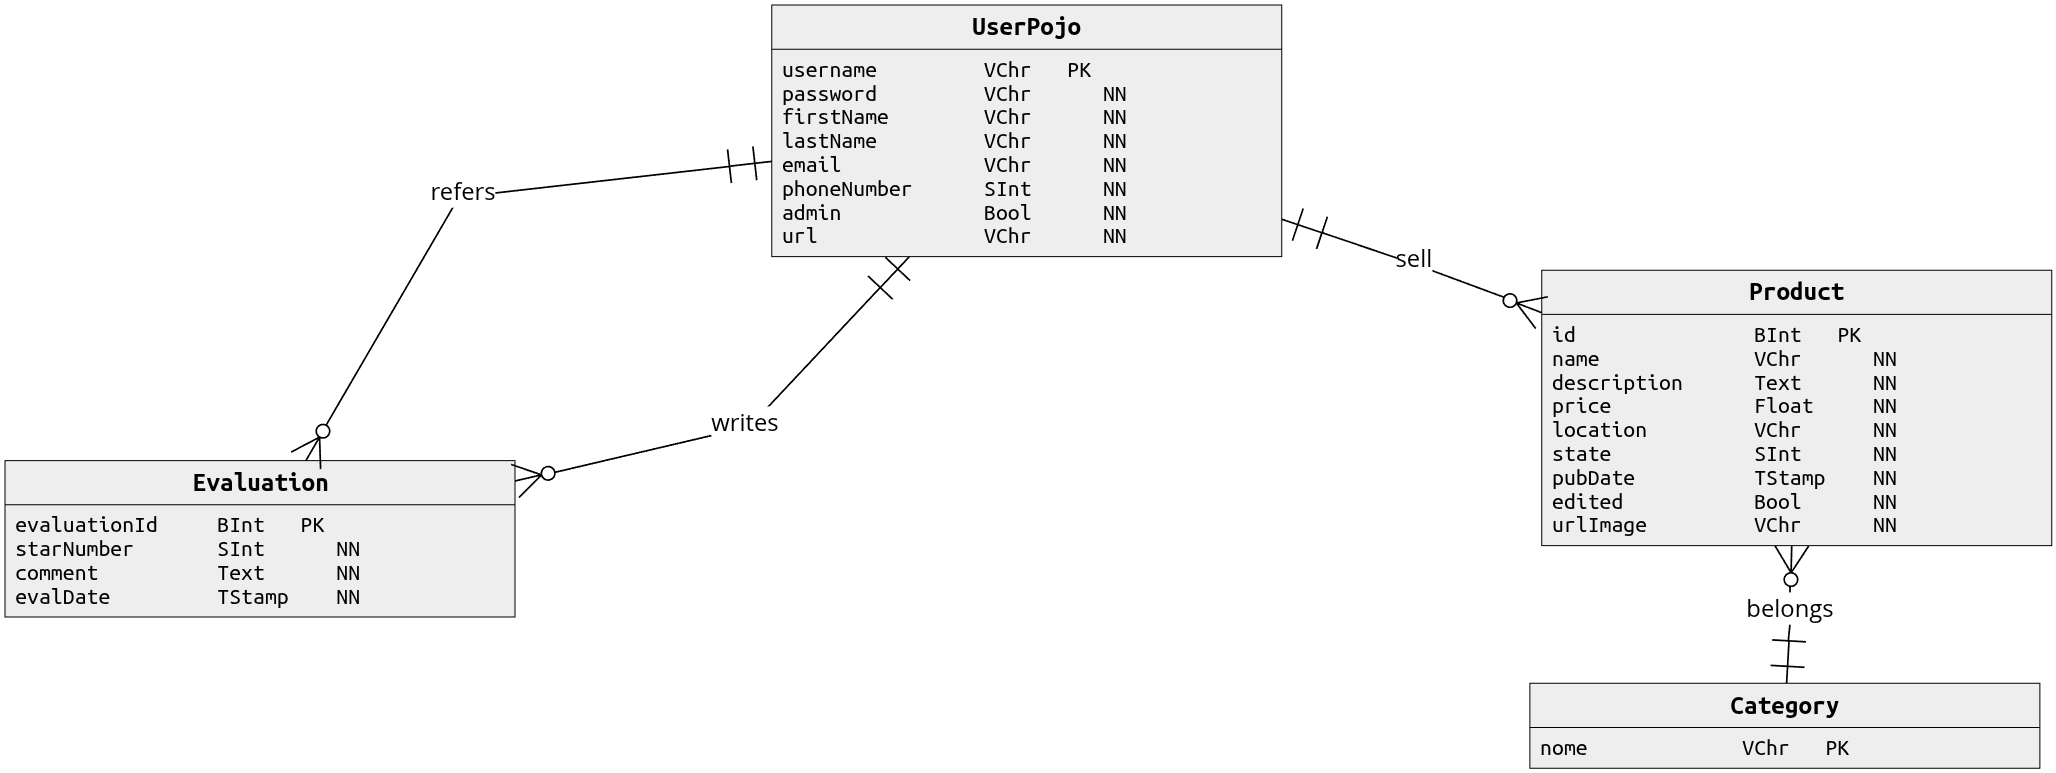 UserPojo
username VChr PK
password VChr NN
firstName VChr NN
lastName VChr NN
email VChr NN
phoneNumber SInt NN
admin Bool NN
url VChr NN
refers
sell
writes
Product
id BInt PK
name VChr NN
description Text NN
price Float NN
location VChr NN
state SInt NN
pubDate TStamp NN
edited Bool NN
urlImage VChr NN
Evaluation
evaluationId BInt PK
starNumber SInt NN
comment Text NN
evalDate TStamp NN
belongs
Category
nome VChr PK